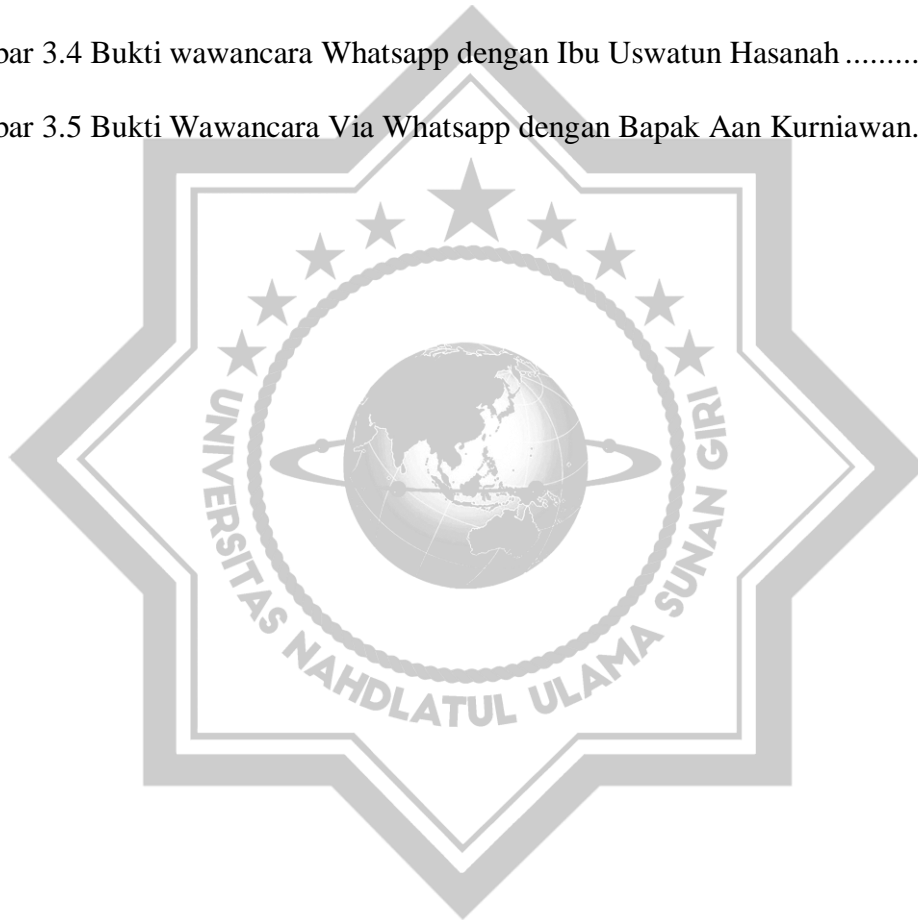 bar 3.4 Bukti wawancara Whatsapp dengan Ibu Uswatun Hasanah .........
bar 3.5 Bukti Wawancara Via Whatsapp dengan Bapak Aan Kurniawan.
UNIVERSITAS NAHDLATUL ULAMA SUNAN GIRI